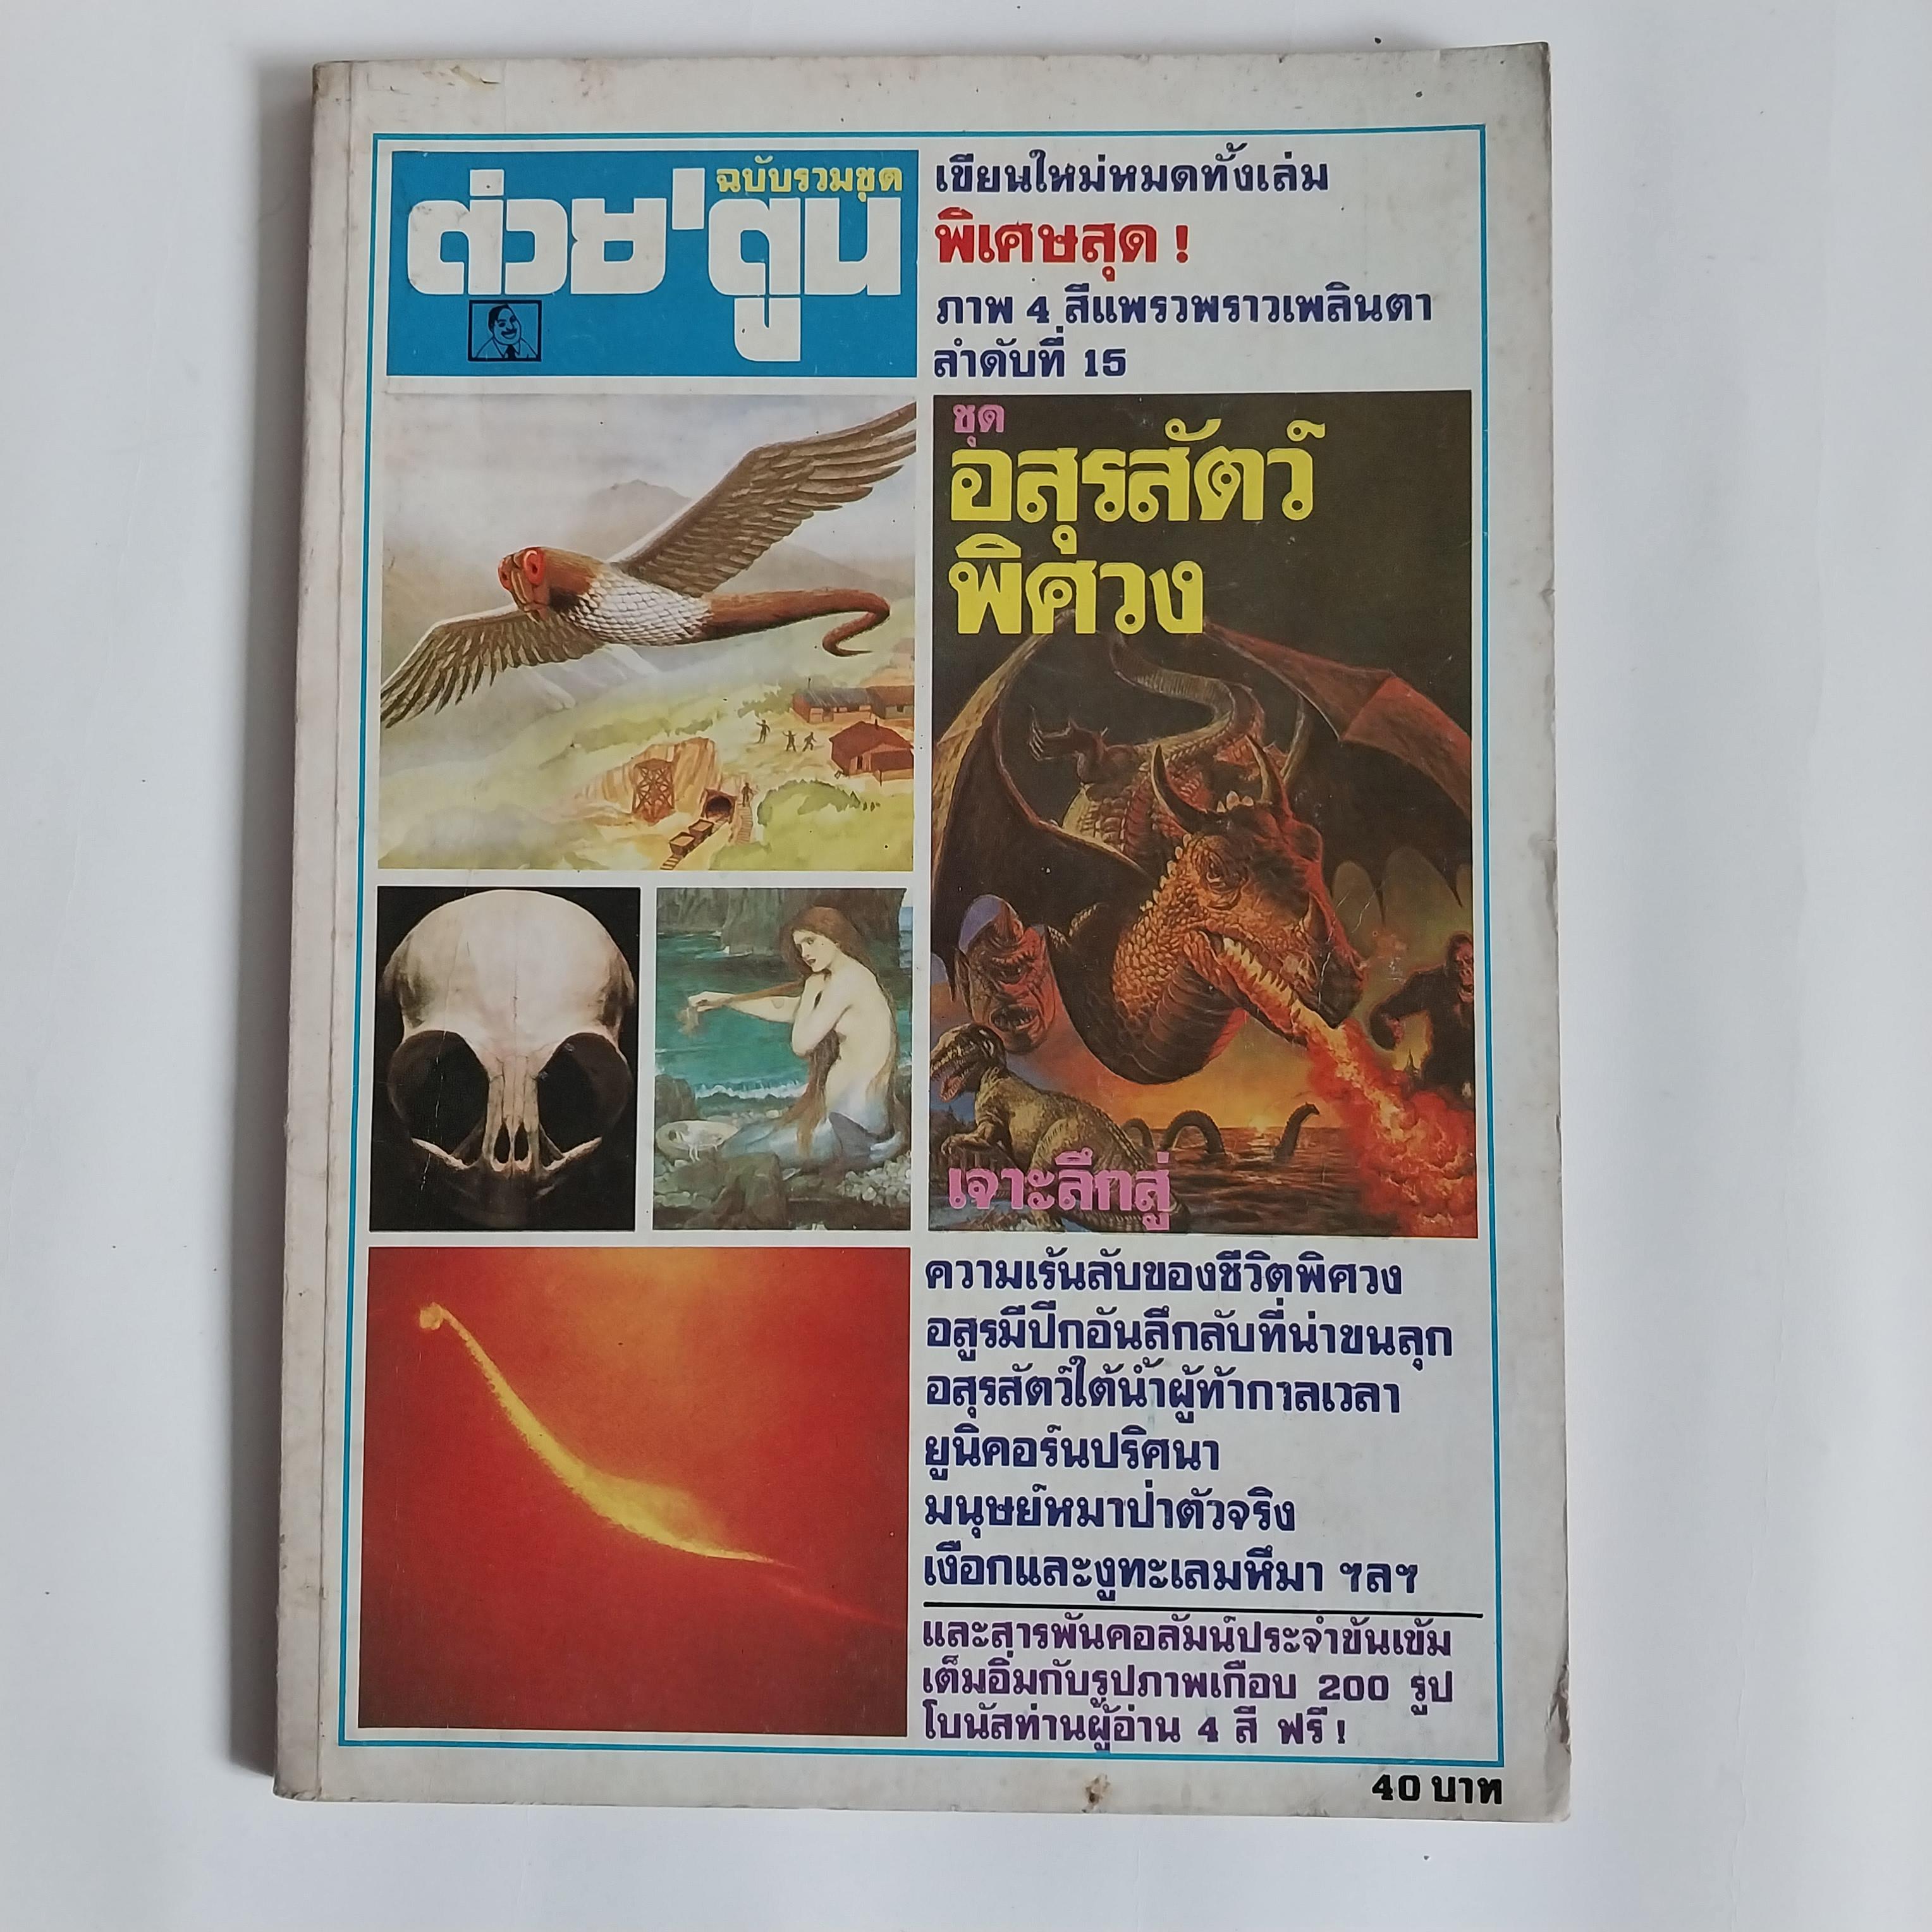 ฉบับรวมชุด
ต่วย'ตูน
เขียนใหม่หมดทั้งเล่ม
พิเศษสุด !
ภาพ 4 สีแพรวพราวเพลินตา
ลำดับที่ 15
ชุด
อสุรสัตว์
พิศวง
เจาะลึกสู่
ความเร้นลับของชีวิตพิศวง
อสูรมีปีกอันลึกลับที่น่าขนลุก
อสุรสัตว์ใต้น้ำผู้ท้ากาลเวลา
ยูนิคอร์นปริศนา
มนุษย์หมาป่าตัวจริง
เงือกและงูทะเลมหึมา ฯลฯ
และสารพันคอลัมน์ประจำขันเข้ม
เต็มอิ่มกับรูปภาพเกือบ 200 รูป
โบนัสท่านผู้อ่าน 4 สี ฟรี !
40 บาท